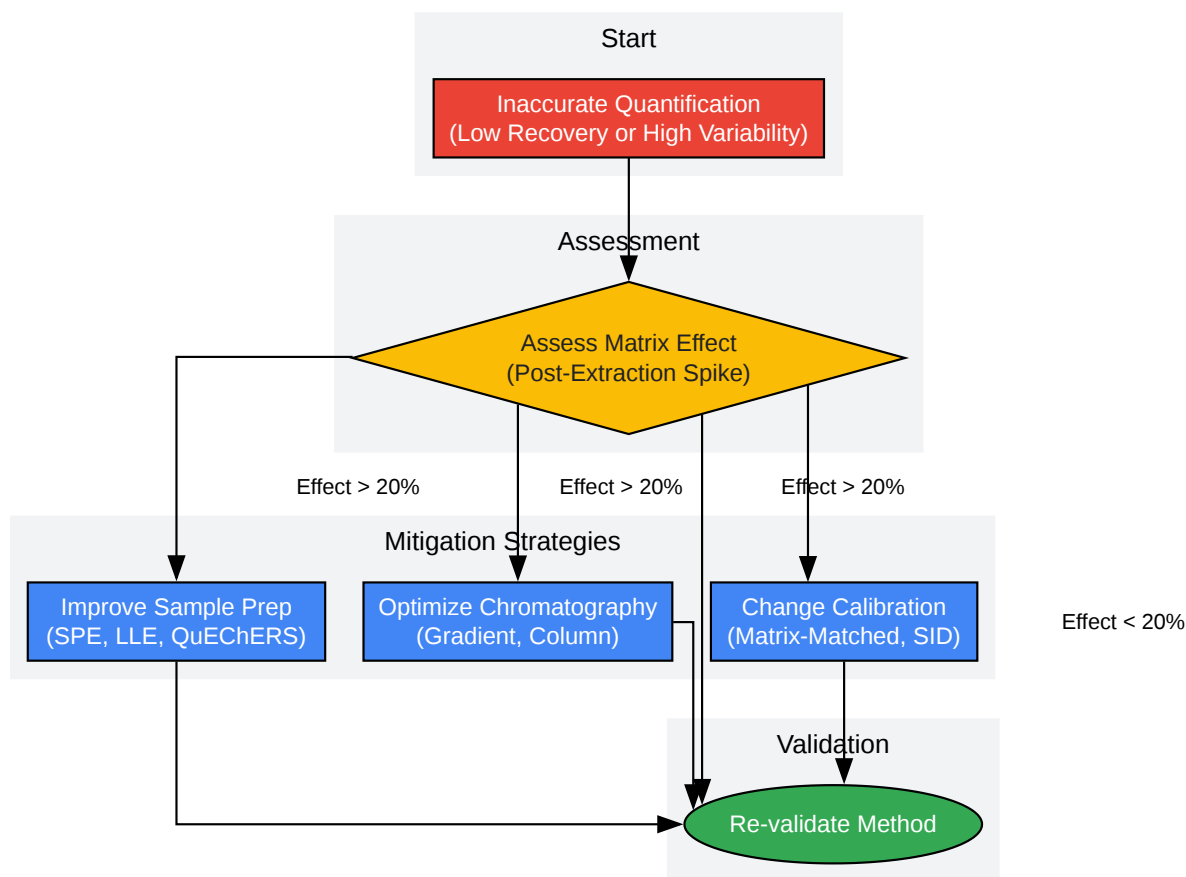 Start
Inaccurate Quantification
(Low Recovery or High Variability)
Assessment
Assess Matrix Effect
(Post-Extraction Spike)
Effect > 20%
Effect > 20%
Effect > 20%
Mitigation Strategies
Improve Sample Prep
(SPE, LLE, QuEChERS)
Optimize Chromatography
(Gradient, Column)
Change Calibration
(Matrix-Matched, SID)
Effect < 20%
Validation
Re-validate Method